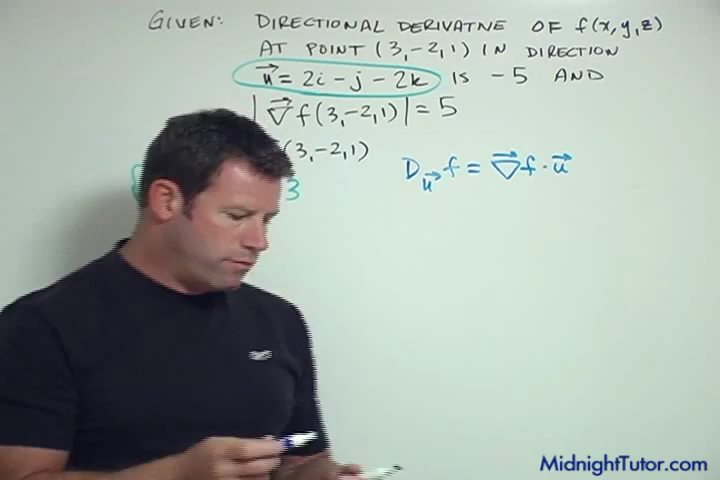 GIVEN: DIRECTIONAL DERIVATIVE OF f(x,y,z)
AT POINT (3,-2,1) IN DIRECTION
u⃗ = 2i - j - 2k IS -5 AND
|∇⃗f(3,-2,1)| = 5
(3,-2,1)
3
D_u⃗ f = ∇⃗f · u⃗
MidnightTutor.com